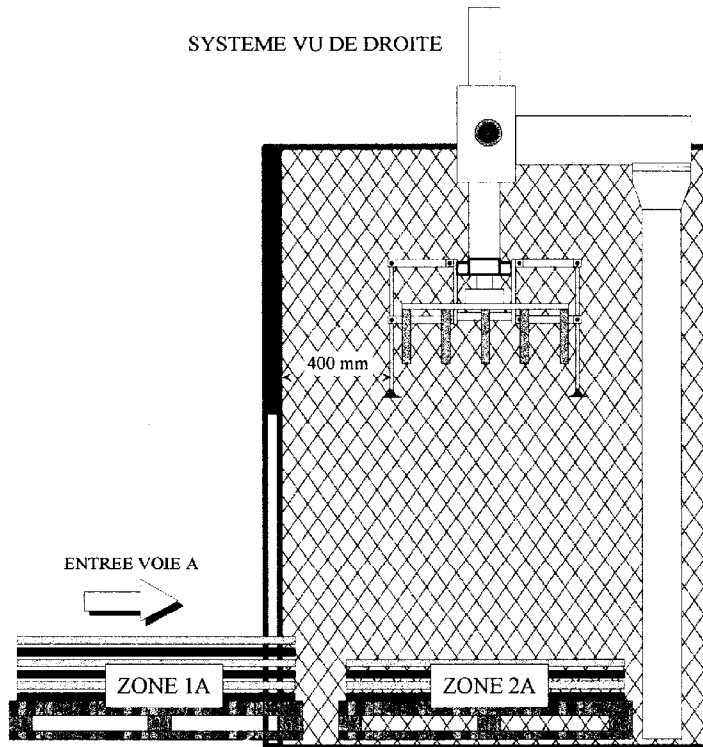 SYSTEME VU DE DROITE
400 mm
ENTREE VOIE A
ZONE 1A
ZONE 2A